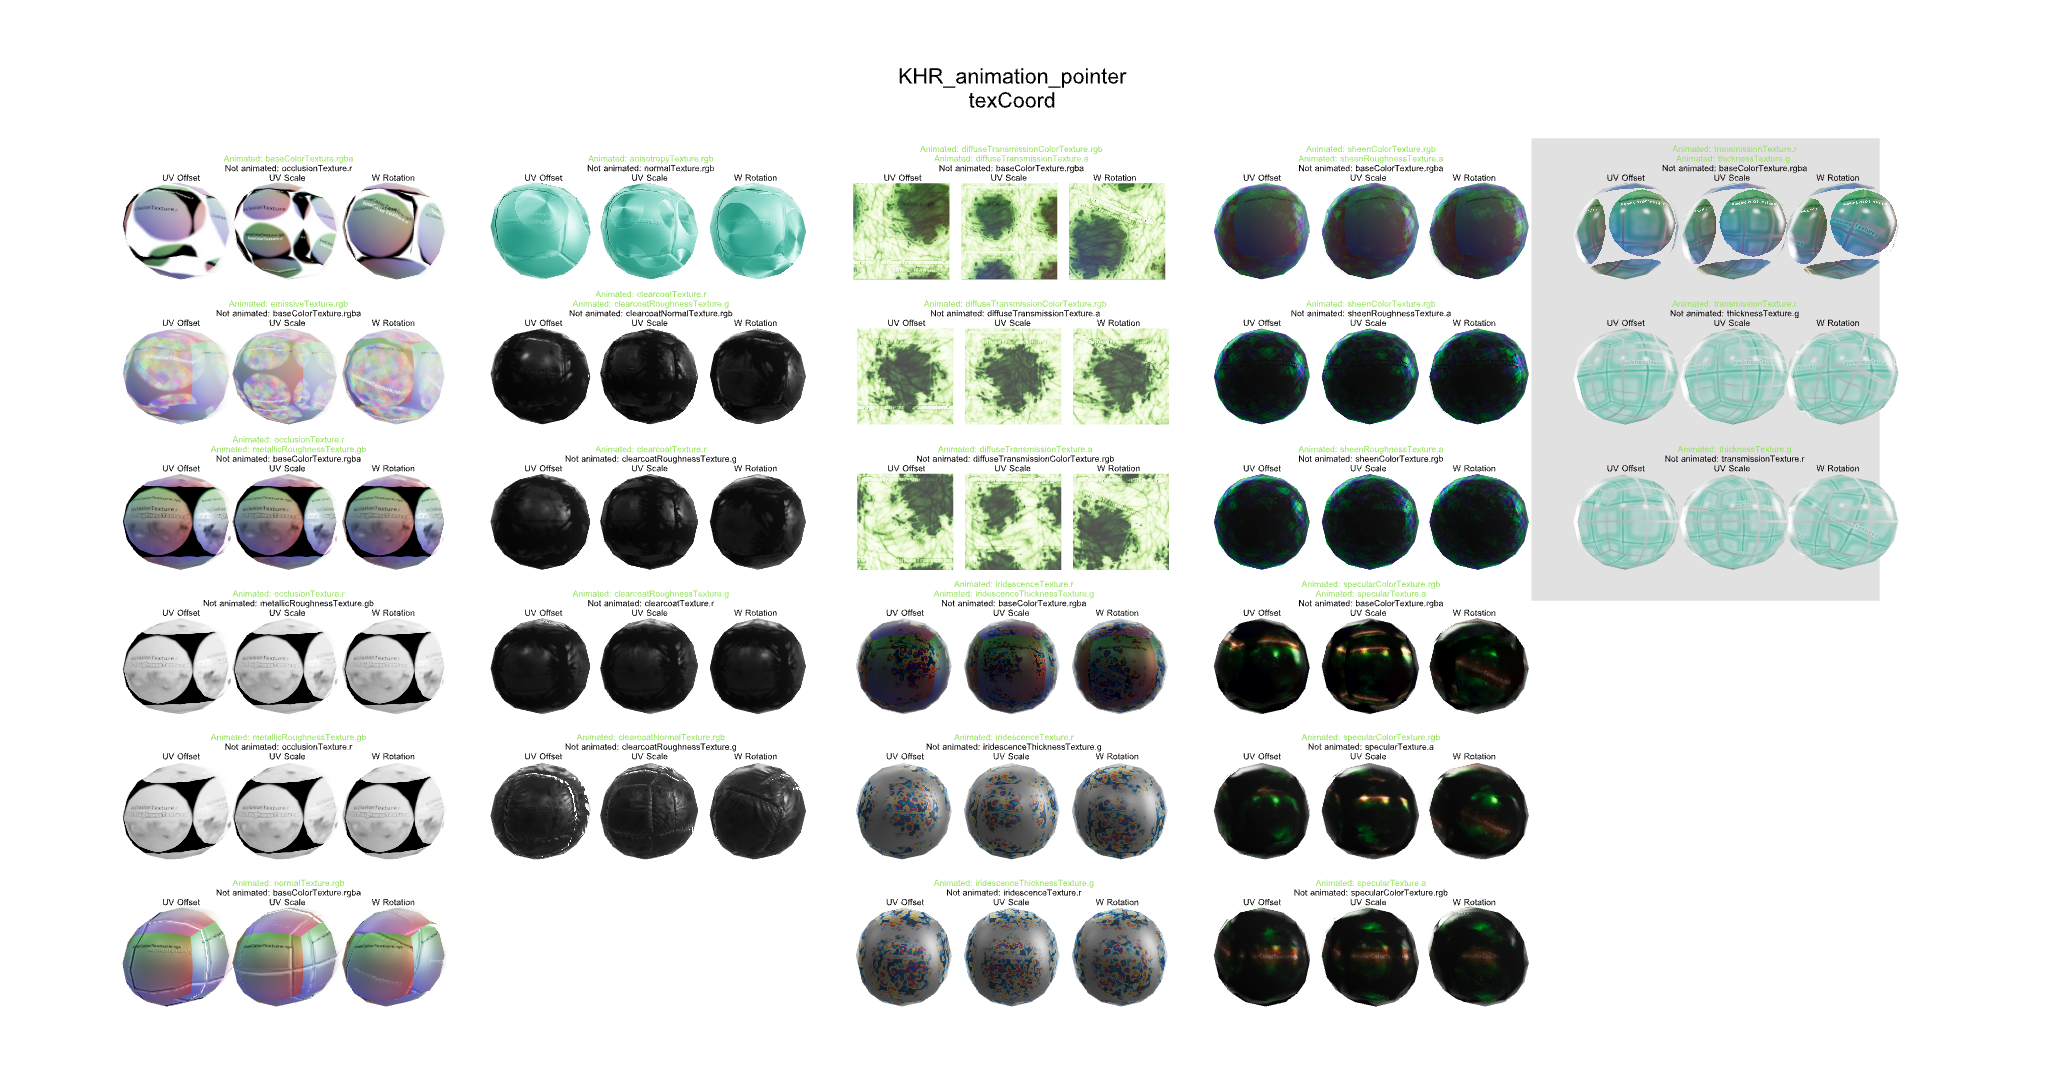 KHR_animation_pointer
texCoord
Animated: baseColorTexture.rgba
Not animated: occlusionTexture.r
UV Offset UV Scale W Rotation
Animated: emissiveTexture.rgb
Not animated: baseColorTexture.rgba
UV Offset UV Scale W Rotation
Animated: occlusionTexture.r
Animated: metallicRoughnessTexture.gb
Not animated: baseColorTexture.rgba
UV Offset UV Scale W Rotation
Animated: occlusionTexture.r
Not animated: metallicRoughnessTexture.gb
UV Offset UV Scale W Rotation
Animated: metallicRoughnessTexture.gb
Not animated: occlusionTexture.r
UV Offset UV Scale W Rotation
Animated: normalTexture.rgb
Not animated: baseColorTexture.rgba
UV Offset UV Scale W Rotation
Animated: anisotropyTexture.rgb
Not animated: normalTexture.rgb
UV Offset UV Scale W Rotation
Animated: clearcoatTexture.r
Animated: clearcoatRoughnessTexture.g
Not animated: clearcoatNormalTexture.rgb
UV Offset UV Scale W Rotation
Animated: clearcoatTexture.r
Not animated: clearcoatRoughnessTexture.g
UV Offset UV Scale W Rotation
Animated: clearcoatRoughnessTexture.g
Not animated: clearcoatTexture.r
UV Offset UV Scale W Rotation
Animated: clearcoatNormalTexture.rgb
Not animated: clearcoatRoughnessTexture.g
UV Offset UV Scale W Rotation
Animated: diffuseTransmissionColorTexture.rgb
Animated: diffuseTransmissionTexture.a
Not animated: baseColorTexture.rgba
UV Offset UV Scale W Rotation
Animated: diffuseTransmissionColorTexture.rgb
Not animated: diffuseTransmissionTexture.a
UV Offset UV Scale W Rotation
Animated: diffuseTransmissionTexture.a
Not animated: diffuseTransmissionColorTexture.rgb
UV Offset UV Scale W Rotation
Animated: iridescenceTexture.r
Animated: iridescenceThicknessTexture.g
Not animated: baseColorTexture.rgba
UV Offset UV Scale W Rotation
Animated: iridescenceTexture.r
Not animated: iridescenceThicknessTexture.g
UV Offset UV Scale W Rotation
Animated: iridescenceThicknessTexture.g
Not animated: iridescenceTexture.r
UV Offset UV Scale W Rotation
Animated: sheenColorTexture.rgb
Animated: sheenRoughnessTexture.a
Not animated: baseColorTexture.rgba
UV Offset UV Scale W Rotation
Animated: sheenColorTexture.rgb
Not animated: sheenRoughnessTexture.a
UV Offset UV Scale W Rotation
Animated: sheenRoughnessTexture.a
Not animated: sheenColorTexture.rgb
UV Offset UV Scale W Rotation
Animated: specularColorTexture.rgb
Animated: specularTexture.a
Not animated: baseColorTexture.rgba
UV Offset UV Scale W Rotation
Animated: specularColorTexture.rgb
Not animated: specularTexture.a
UV Offset UV Scale W Rotation
Animated: specularTexture.a
Not animated: specularColorTexture.rgb
UV Offset UV Scale W Rotation
Animated: transmissionTexture.r
Animated: thicknessTexture.g
Not animated: baseColorTexture.rgba
UV Offset UV Scale W Rotation
Animated: transmissionTexture.r
Not animated: thicknessTexture.g
UV Offset UV Scale W Rotation
Animated: thicknessTexture.g
Not animated: transmissionTexture.r
UV Offset UV Scale W Rotation